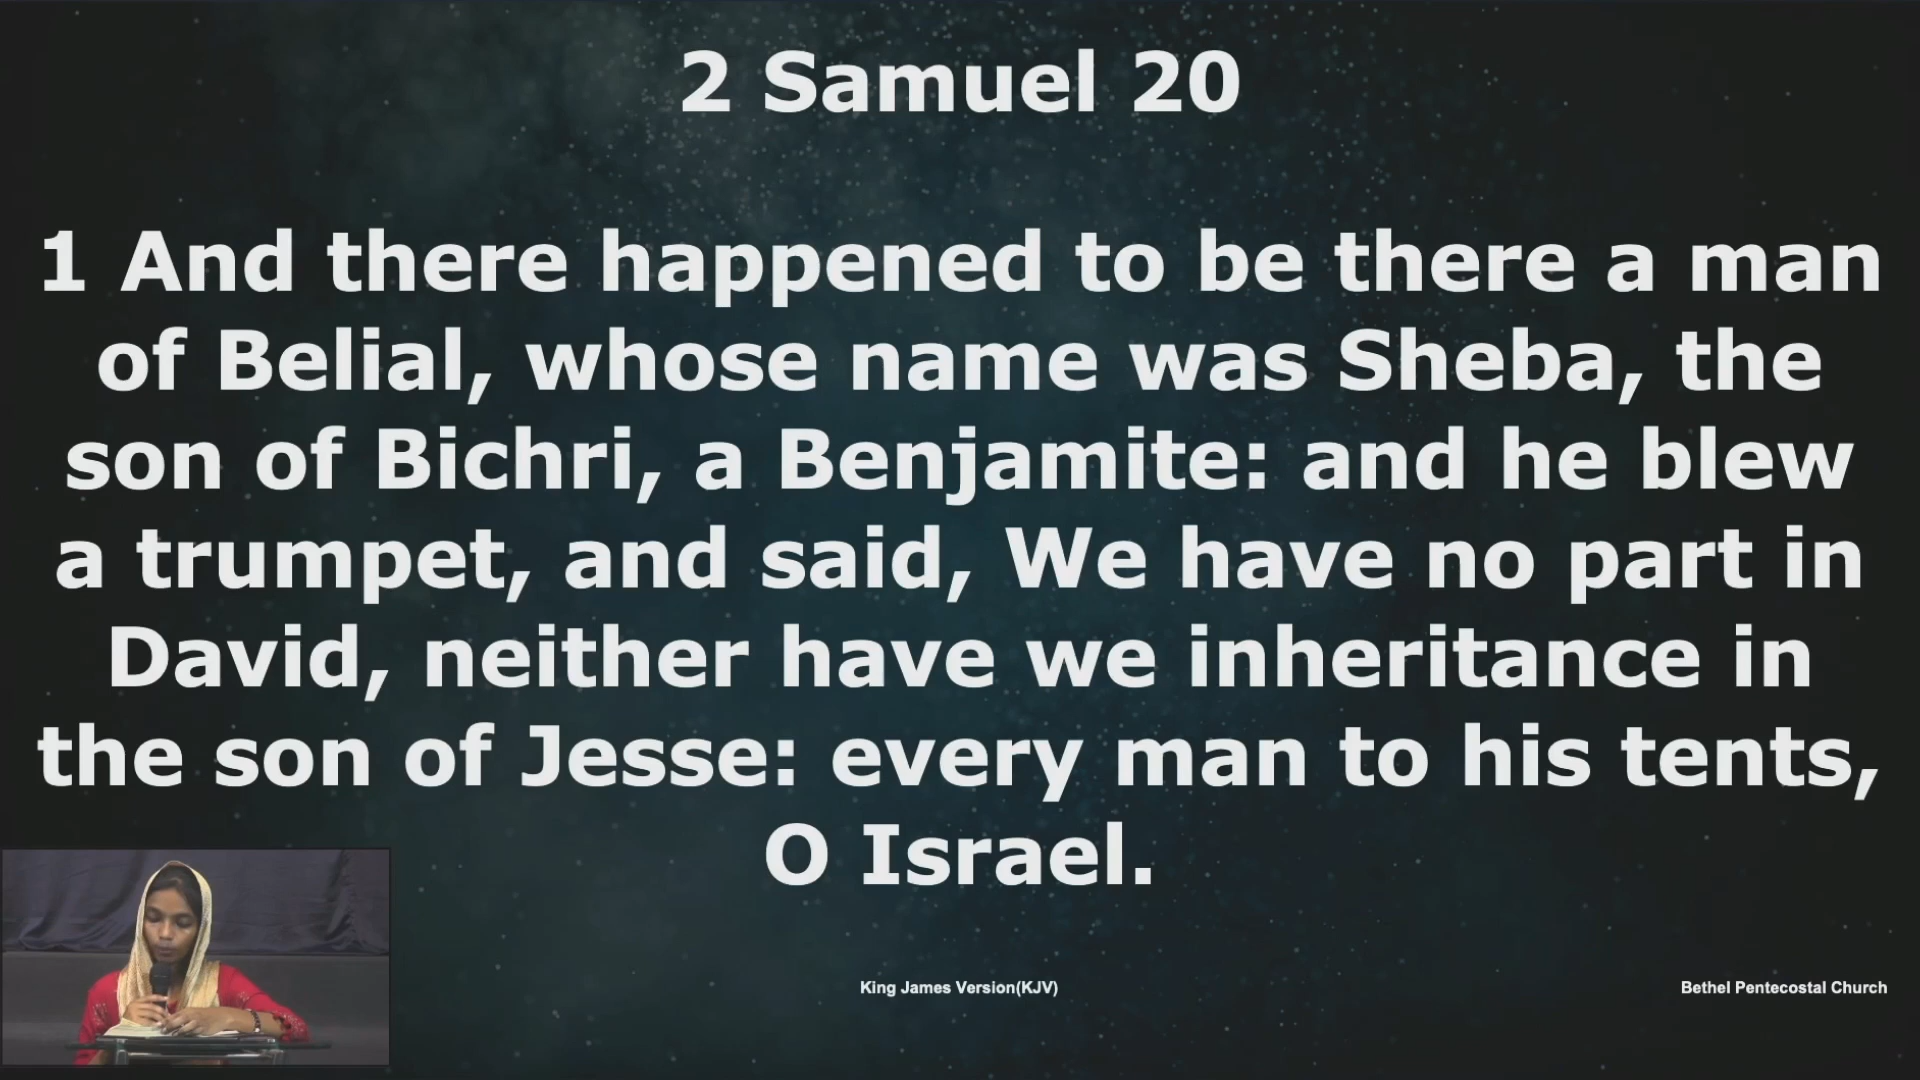 2 Samuel 20
1 And there happened to be there a man
of Belial, whose name was Sheba, the
son of Bichri, a Benjamite: and he blew
a trumpet, and said, We have no part in
David, neither have we inheritance in
the son of Jesse: every man to his tents,
O Israel.
King James Version(KJV)
Bethel Pentecostal Church